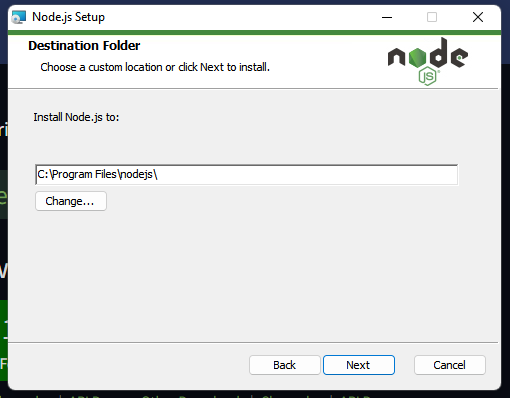 Node.js Setup
Destination Folder
Choose a custom location or click Next to install.
node
JS
Install Node.js to:
C:\Program Files\nodejs\
Change...
Back
Next
Cancel